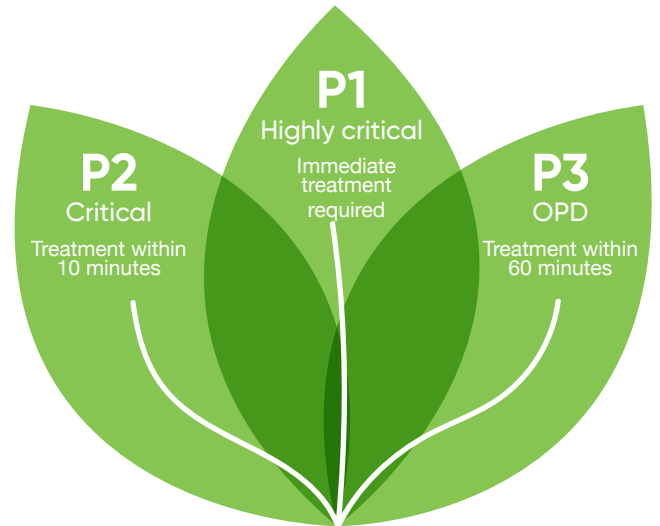 P1
Highly critical
Immediate
treatment
required
P2
Critical
Treatment within
10 minutes
P3
OPD
Treatment within
60 minutes